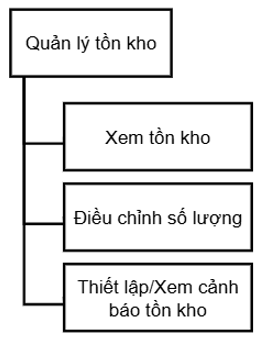 Quản lý tồn kho
Xem tồn kho
Điều chỉnh số lượng
Thiết lập/Xem cảnh
báo tồn kho